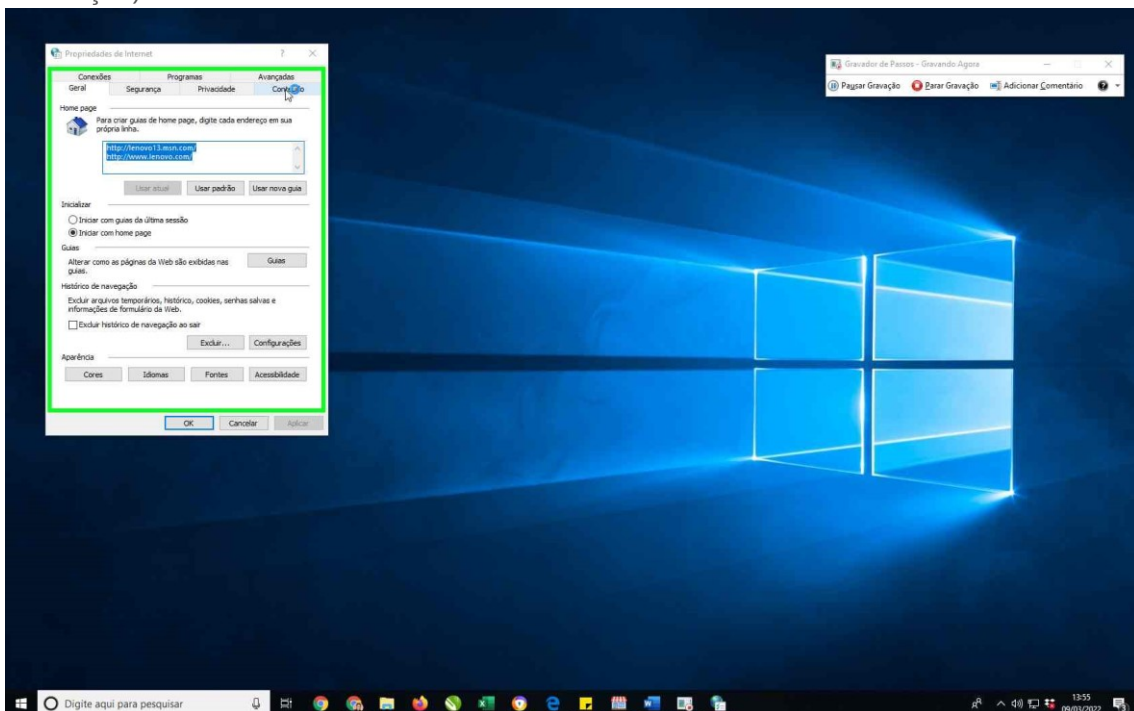 Propriedades de Internet
Gravador de Passos - Gravando Agora
Pausar Gravação Parar Gravação Adicionar Comentário
Conexões Programas Avançadas
Geral Segurança Privacidade Conteúdo
Home page
Para criar guias de home page, digite cada endereço em sua
própria linha.
http://lenovo13.msn.com/
http://www.lenovo.com/
Usar atual Usar padrão Usar nova guia
Inicializar
Iniciar com guias da última sessão
Iniciar com home page
Guias
Alterar como as páginas da Web são exibidas nas
guias.
Guias
Histórico de navegação
Excluir arquivos temporários, histórico, cookies, senhas salvas e
informações de formulário da Web.
Excluir histórico de navegação ao sair
Excluir... Configurações
Aparência
Cores Idiomas Fontes Acessibilidade
OK Cancelar Aplicar
Digite aqui para pesquisar
13:55
09/03/2022